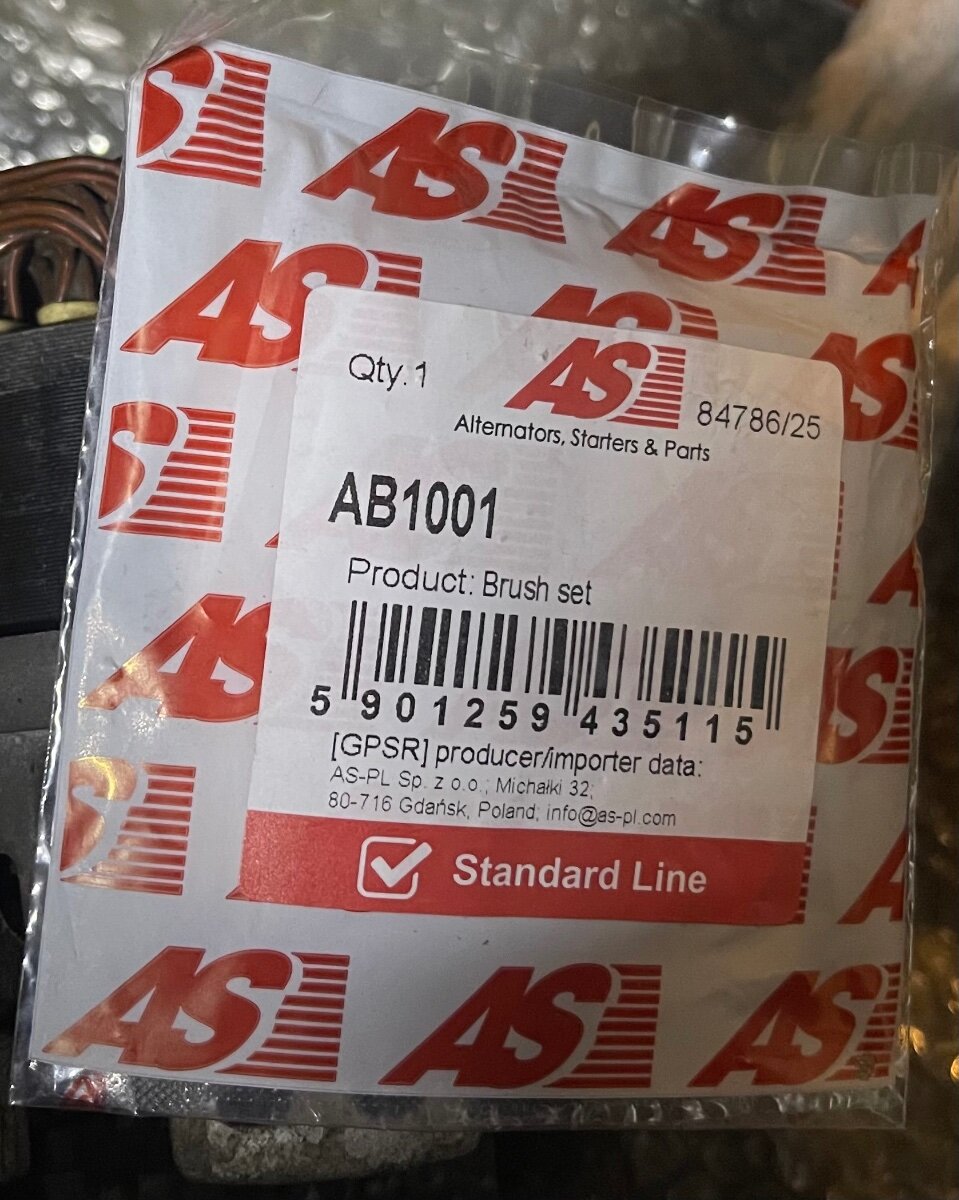 Qty.1
AS
84786/25
Alternators, Starters & Parts
AB1001
Product: Brush set
5 901259 435115
[GPSR] producer/importer data:
AS-PL Sp. z o.o.; Michałki 32;
80-716 Gdańsk, Poland; info@as-pl.com
Standard Line